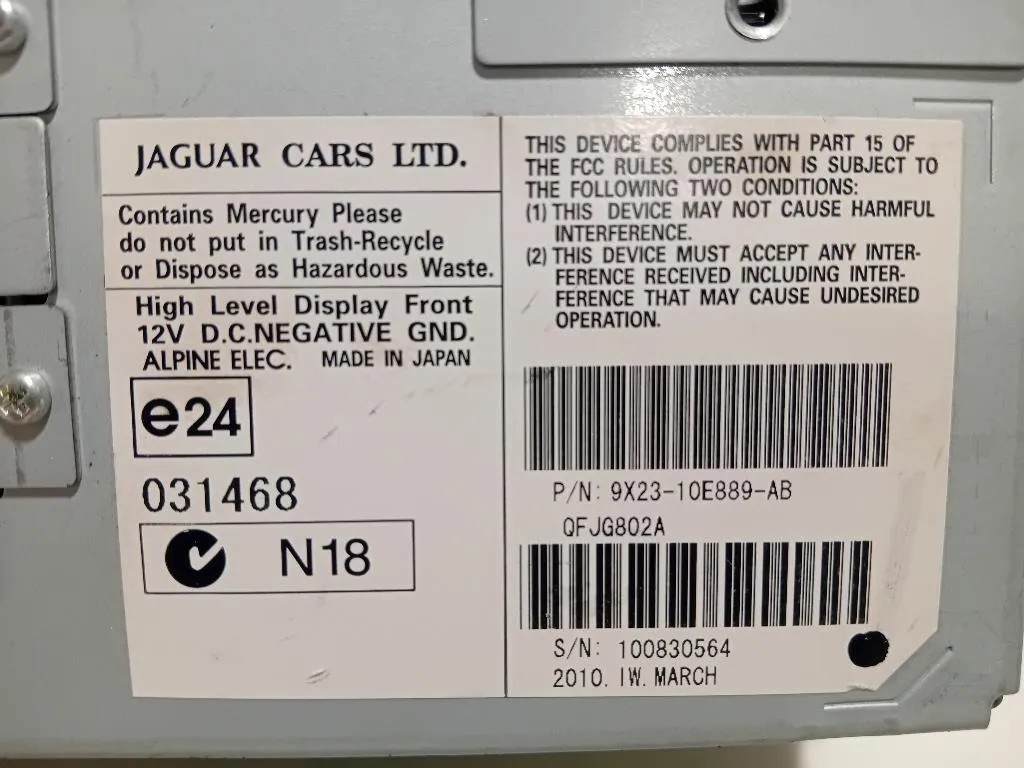 JAGUAR CARS LTD.
Contains Mercury Please
do not put in Trash-Recycle
or Dispose as Hazardous Waste.
High Level Display Front
12V D.C.NEGATIVE GND.
ALPINE ELEC. MADE IN JAPAN
e24
031468
N18
THIS DEVICE COMPLIES WITH PART 15 OF
THE FCC RULES. OPERATION IS SUBJECT TO
THE FOLLOWING TWO CONDITIONS:
(1) THIS DEVICE MAY NOT CAUSE HARMFUL
INTERFERENCE.
(2) THIS DEVICE MUST ACCEPT ANY INTER-
FERENCE RECEIVED INCLUDING INTER-
FERENCE THAT MAY CAUSE UNDESIRED
OPERATION.
P/N: 9X23-10E889-AB
QFJG802A
S/N: 100830564
2010. IW. MARCH